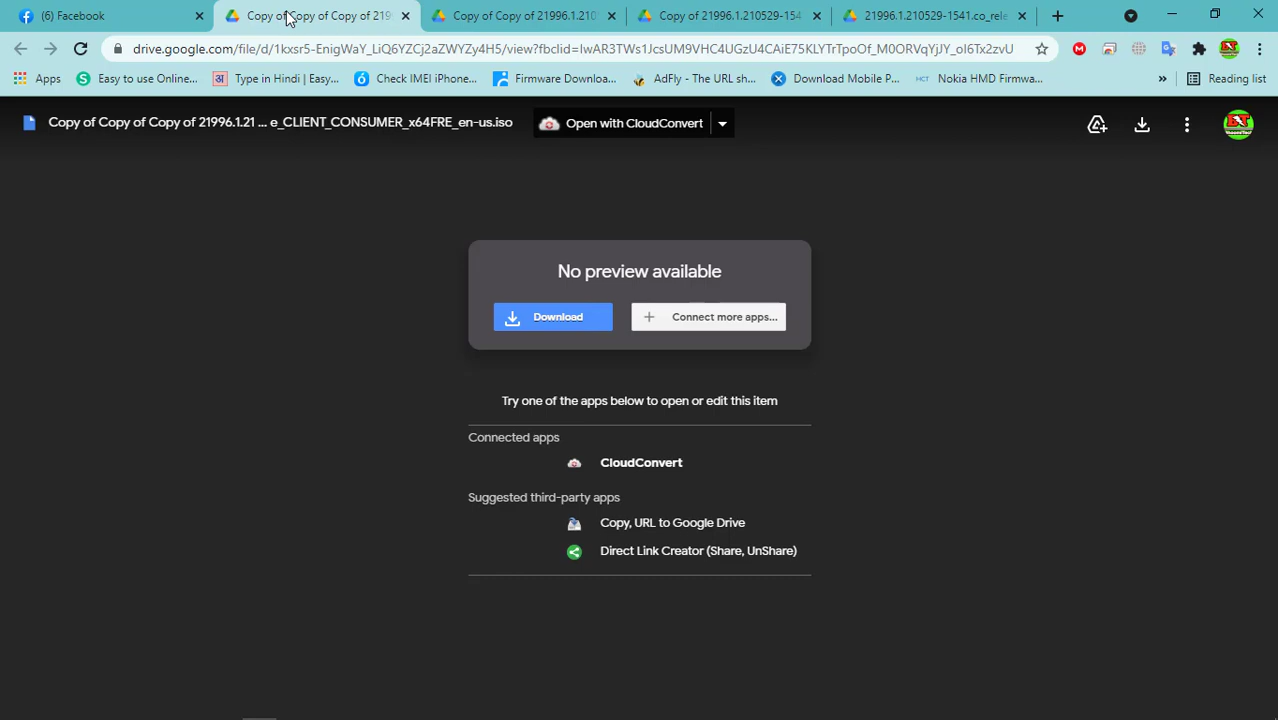 (6) Facebook
Copy of Copy of Copy of 219
Copy of Copy of 21996.1.210
Copy of 21996.1.210529-154
21996.1.210529-1541.co_rele
drive.google.com/file/d/1kxsr5-EnigWaY_LiQ6YZCj2aZWYZy4H5/view?fbclid=IwAR3TWs1JcsUM9VHC4UGzU4CAiE75KLYTrTpoOf_M0ORVqYjJY_oI6Tx2zvU
Apps
Easy to use Online...
Type in Hindi | Easy...
Check IMEI iPhone...
Firmware Downloa...
AdFly - The URL sh...
Download Mobile P...
Nokia HMD Firmwa...
»
Reading list
Copy of Copy of Copy of 21996.1.21 ... e_CLIENT_CONSUMER_x64FRE_en-us.iso
Open with CloudConvert
No preview available
Download
Connect more apps...
Try one of the apps below to open or edit this item
Connected apps
CloudConvert
Suggested third-party apps
Copy, URL to Google Drive
Direct Link Creator (Share, UnShare)